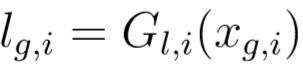 l_{g,i} = G_{l,i}(x_{g,i})